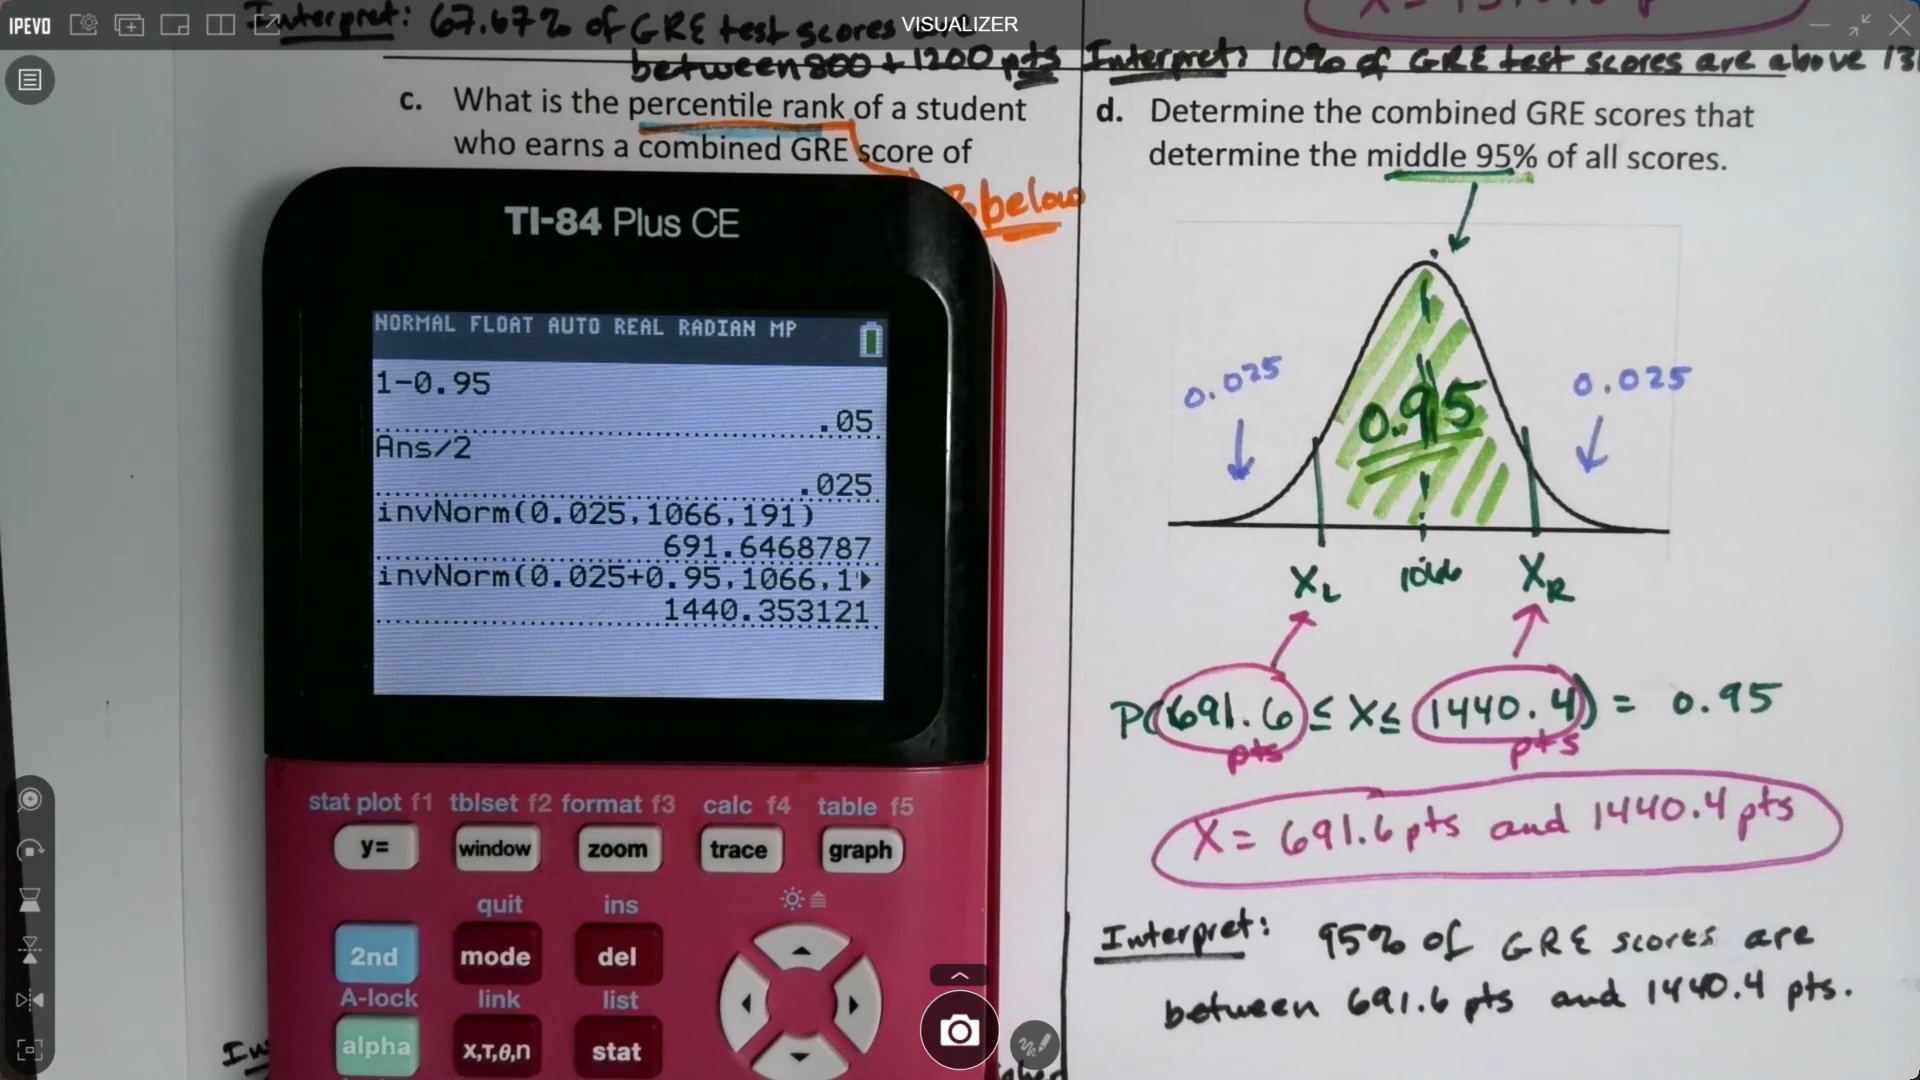 IPEVO
VISUALIZER
Interpret: 67.67% of GRE test scores
between 800 + 1200 pts
Interpret: 10% of GRE test scores are above 131
c. What is the percentile rank of a student
who earns a combined GRE score of
below
TI-84 Plus CE
NORMAL FLOAT AUTO REAL RADIAN MP
1-0.95
.05
Ans/2
.025
invNorm(0.025,1066,191)
691.6468787
invNorm(0.025+0.95,1066,1
1440.353121
stat plot f1 tblset f2 format f3 calc f4 table f5
y= window zoom trace graph
quit ins
2nd mode del
A-lock link list
alpha X,T,θ,n stat
d. Determine the combined GRE scores that
determine the middle 95% of all scores.
0.025
0.95
0.025
XL 1066 XR
P(691.6 ≤ X ≤ 1440.4) = 0.95
pts pts
X = 691.6 pts and 1440.4 pts
Interpret: 95% of GRE scores are
between 691.6 pts and 1440.4 pts.